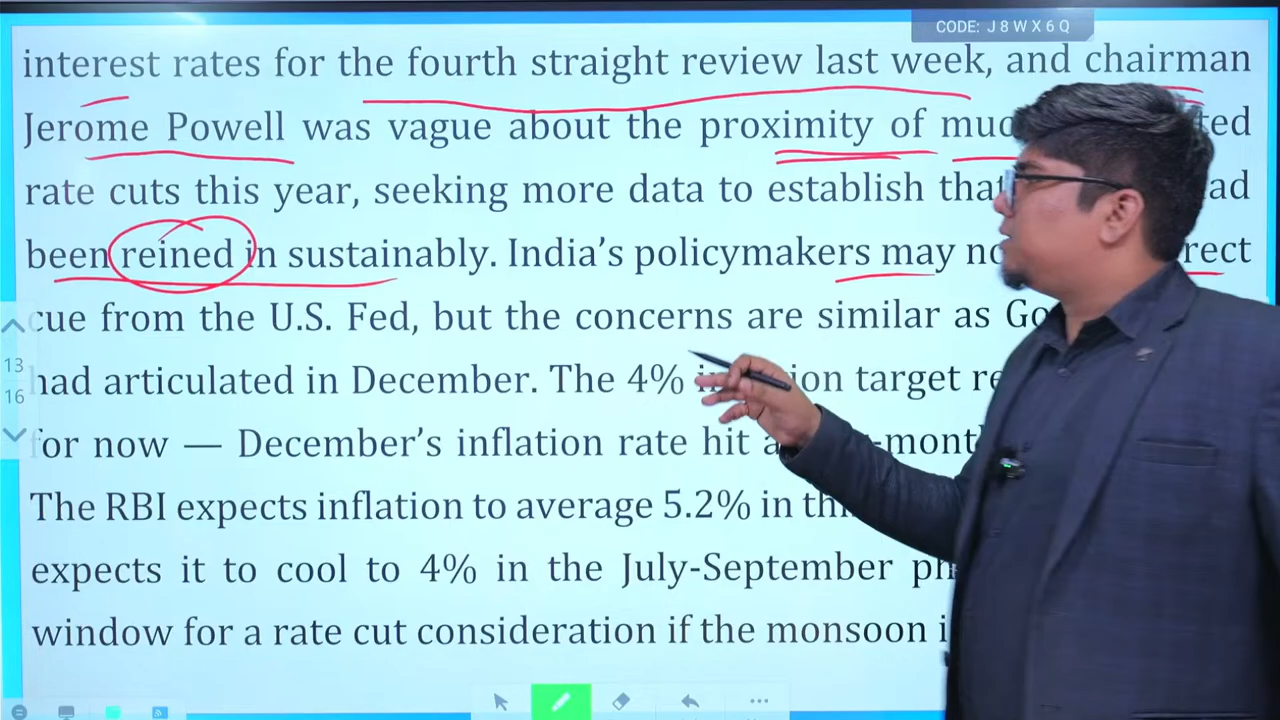 CODE: J 8 W X 6 Q
interest rates for the fourth straight review last week, and chairman
Jerome Powell was vague about the proximity of
rate cuts this year, seeking more data to establish that
been reined in sustainably. India's policymakers may
cue from the U.S. Fed, but the concerns are similar as
13
had articulated in December. The 4% target
16
for now — December's inflation rate hit
The RBI expects inflation to average 5.2% in
expects it to cool to 4% in the July-September
window for a rate cut consideration if the monsoon